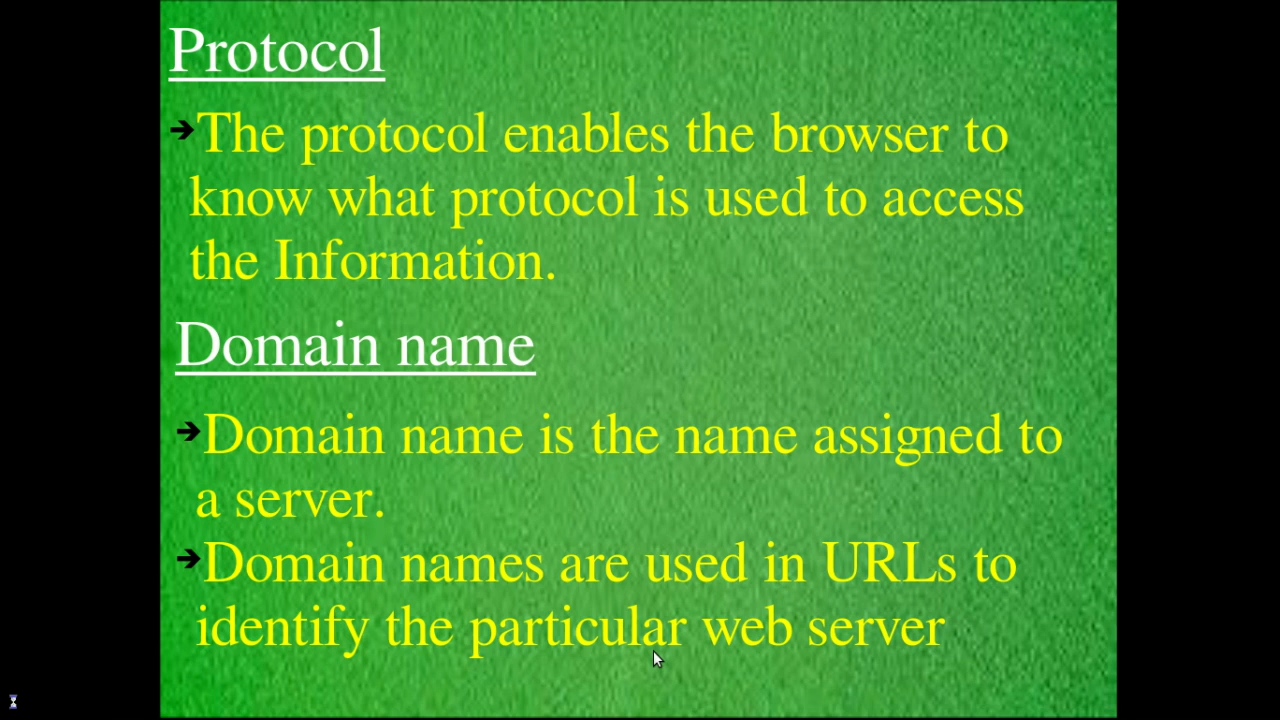 Protocol
➔The protocol enables the browser to
know what protocol is used to access
the Information.
Domain name
➔Domain name is the name assigned to
a server.
➔Domain names are used in URLs to
identify the particular web server